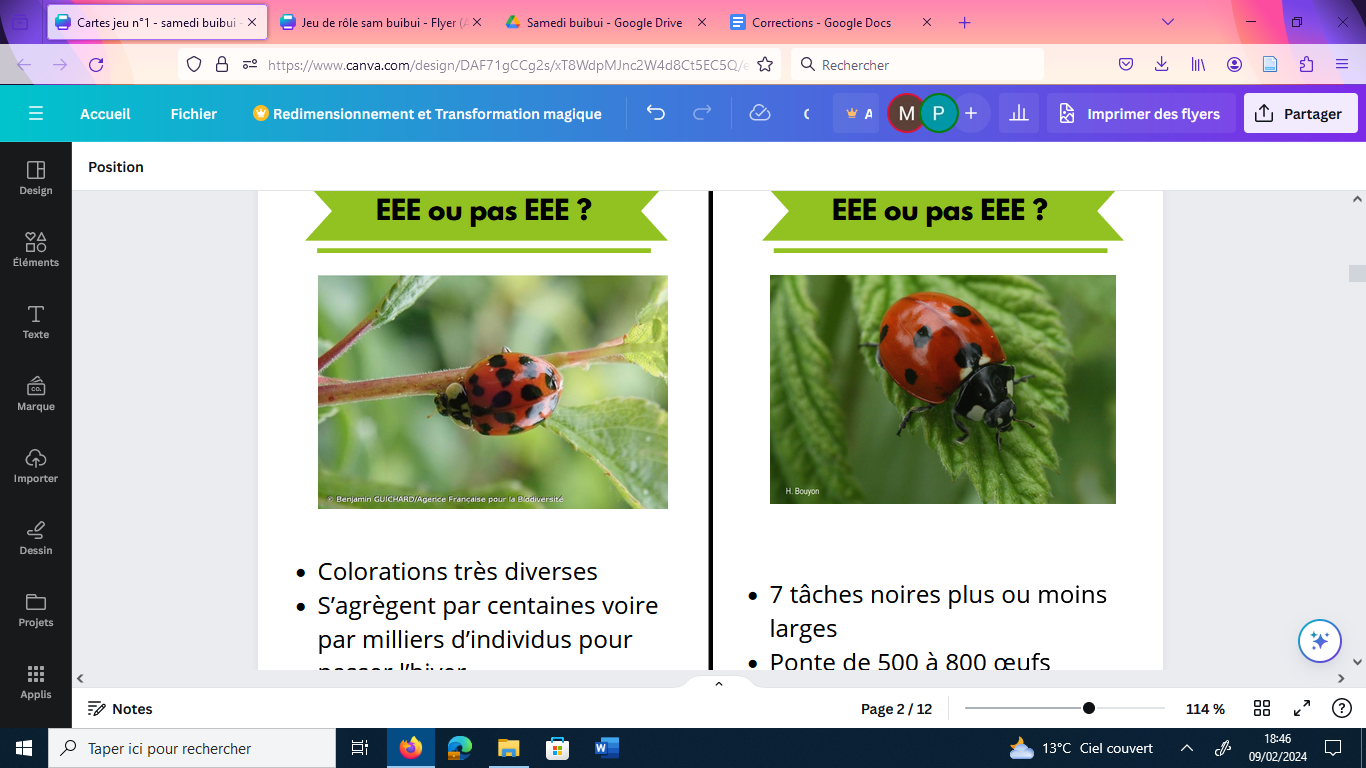 Cartes jeu n°1 - samedi buibui -
Jeu de rôle sam buibui - Flyer (A
Samedi buibui - Google Drive
Corrections - Google Docs
https://www.canva.com/design/DAF71gCCg2s/xT8WdpMJnc2W4d8Ct5EC5Q/e
Rechercher
Accueil
Fichier
Redimensionnement et Transformation magique
A
M
P
+
Imprimer des flyers
Partager
Design
Éléments
Texte
Marque
Importer
Dessin
Projets
Applis
Position
EEE ou pas EEE ?
© Benjamin GUICHARD/Agence Française pour la Biodiversité
• Colorations très diverses
• S'agrègent par centaines voire
par milliers d'individus pour
passer l'hiver
EEE ou pas EEE ?
H. Bouyon
• 7 tâches noires plus ou moins
larges
• Ponte de 500 à 800 œufs
Notes
Page 2 / 12
114 %
Taper ici pour rechercher
13°C Ciel couvert
18:46
09/02/2024